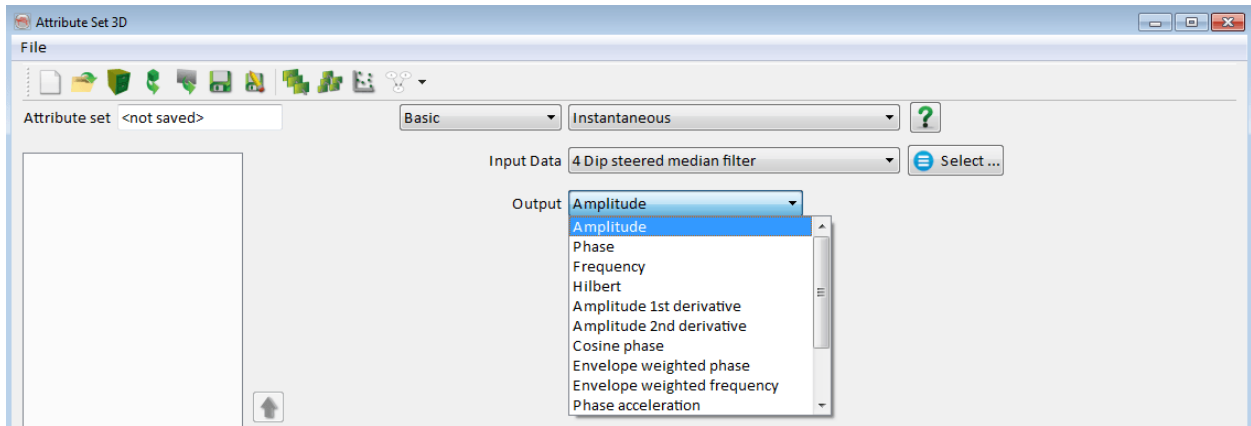 Attribute Set 3D
File
Attribute set <not saved> Basic Instantaneous ?
Input Data 4 Dip steered median filter Select ...
Output Amplitude
Amplitude
Phase
Frequency
Hilbert
Amplitude 1st derivative
Amplitude 2nd derivative
Cosine phase
Envelope weighted phase
Envelope weighted frequency
Phase acceleration